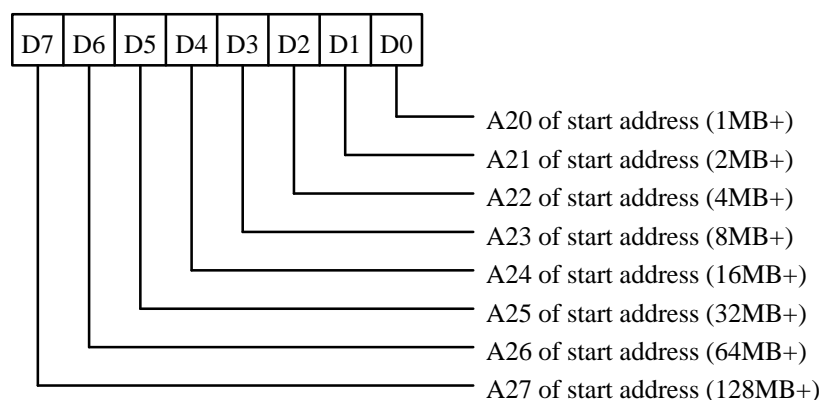 D7 D6 D5 D4 D3 D2 D1 D0
A20 of start address (1MB+)
A21 of start address (2MB+)
A22 of start address (4MB+)
A23 of start address (8MB+)
A24 of start address (16MB+)
A25 of start address (32MB+)
A26 of start address (64MB+)
A27 of start address (128MB+)